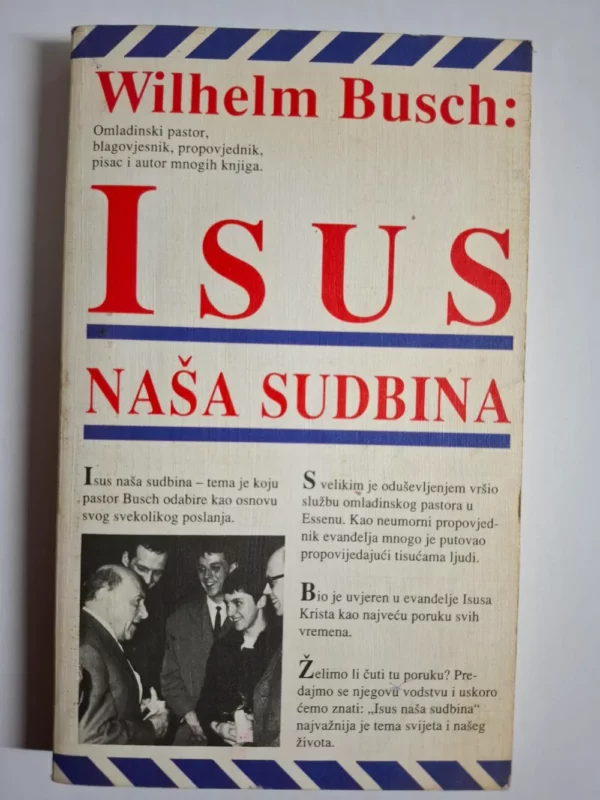 Wilhelm Busch:
Omladinski pastor,
blagovjesnik, propovjednik,
pisac i autor mnogih knjiga.
ISUS
NAŠA SUDBINA
Isus naša sudbina – tema je koju
pastor Busch odabire kao osnovu
svog svekolikog poslanja.
S velikim je oduševljenjem vršio
službu omladinskog pastora u
Essenu. Kao neumorni propovjed-
nik evanđelja mnogo je putovao
propovijedajući tisućama ljudi.
Bio je uvjeren u evanđelje Isusa
Krista kao najveću poruku svih
vremena.
Želimo li čuti tu poruku? Pre-
dajmo se njegovu vodstvu i uskoro
ćemo znati: „Isus naša sudbina“
najvažnija je tema svijeta i našeg
života.